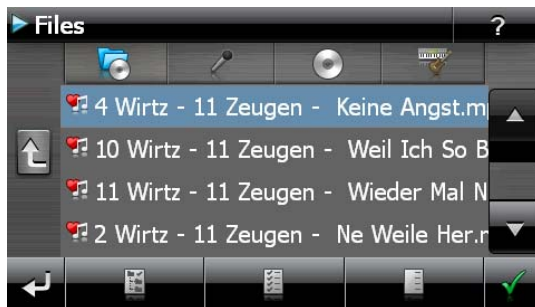 Files ?
4 Wirtz - 11 Zeugen - Keine Angst.m
10 Wirtz - 11 Zeugen - Weil Ich So B
11 Wirtz - 11 Zeugen - Wieder Mal N
2 Wirtz - 11 Zeugen - Ne Weile Her.